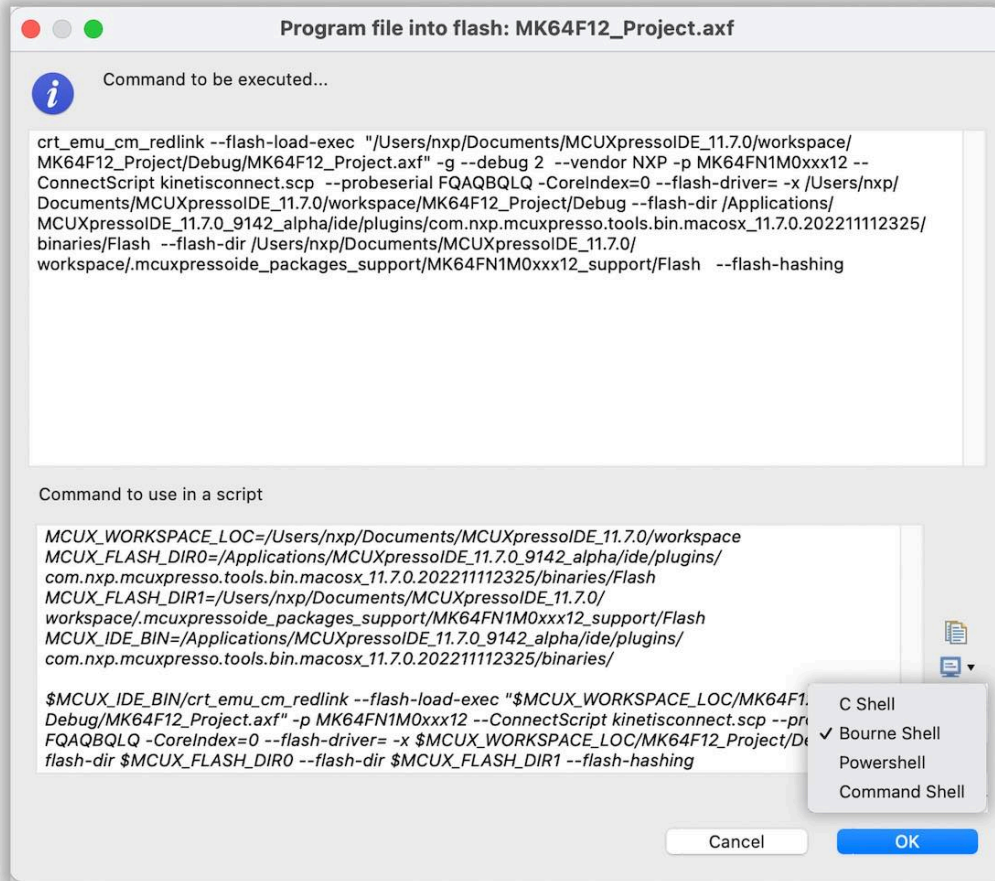 Program file into flash: MK64F12_Project.axf
Command to be executed...
crt_emu_cm_redlink --flash-load-exec  "/Users/nxp/Documents/MCUXpressoIDE_11.7.0/workspace/
MK64F12_Project/Debug/MK64F12_Project.axf" -g --debug 2  --vendor NXP -p MK64FN1M0xxx12 --
ConnectScript kinetisconnect.scp  --probeserial FQAQBQLQ -CoreIndex=0 --flash-driver= -x /Users/nxp/
Documents/MCUXpressoIDE_11.7.0/workspace/MK64F12_Project/Debug --flash-dir /Applications/
MCUXpressoIDE_11.7.0_9142_alpha/ide/plugins/com.nxp.mcuxpresso.tools.bin.macosx_11.7.0.202211112325/
binaries/Flash  --flash-dir /Users/nxp/Documents/MCUXpressoIDE_11.7.0/
workspace/.mcuxpressoide_packages_support/MK64FN1M0xxx12_support/Flash   --flash-hashing
Command to use in a script
MCUX_WORKSPACE_LOC=/Users/nxp/Documents/MCUXpressoIDE_11.7.0/workspace
MCUX_FLASH_DIR0=/Applications/MCUXpressoIDE_11.7.0_9142_alpha/ide/plugins/
com.nxp.mcuxpresso.tools.bin.macosx_11.7.0.202211112325/binaries/Flash
MCUX_FLASH_DIR1=/Users/nxp/Documents/MCUXpressoIDE_11.7.0/
workspace/.mcuxpressoide_packages_support/MK64FN1M0xxx12_support/Flash
MCUX_IDE_BIN=/Applications/MCUXpressoIDE_11.7.0_9142_alpha/ide/plugins/
com.nxp.mcuxpresso.tools.bin.macosx_11.7.0.202211112325/binaries/
$MCUX_IDE_BIN/crt_emu_cm_redlink --flash-load-exec "$MCUX_WORKSPACE_LOC/MK64F1
Debug/MK64F12_Project.axf" -p MK64FN1M0xxx12 --ConnectScript kinetisconnect.scp --pr
FQAQBQLQ -CoreIndex=0 --flash-driver= -x $MCUX_WORKSPACE_LOC/MK64F12_Project/De
flash-dir $MCUX_FLASH_DIR0 --flash-dir $MCUX_FLASH_DIR1 --flash-hashing
C Shell
✓ Bourne Shell
Powershell
Command Shell
Cancel
OK